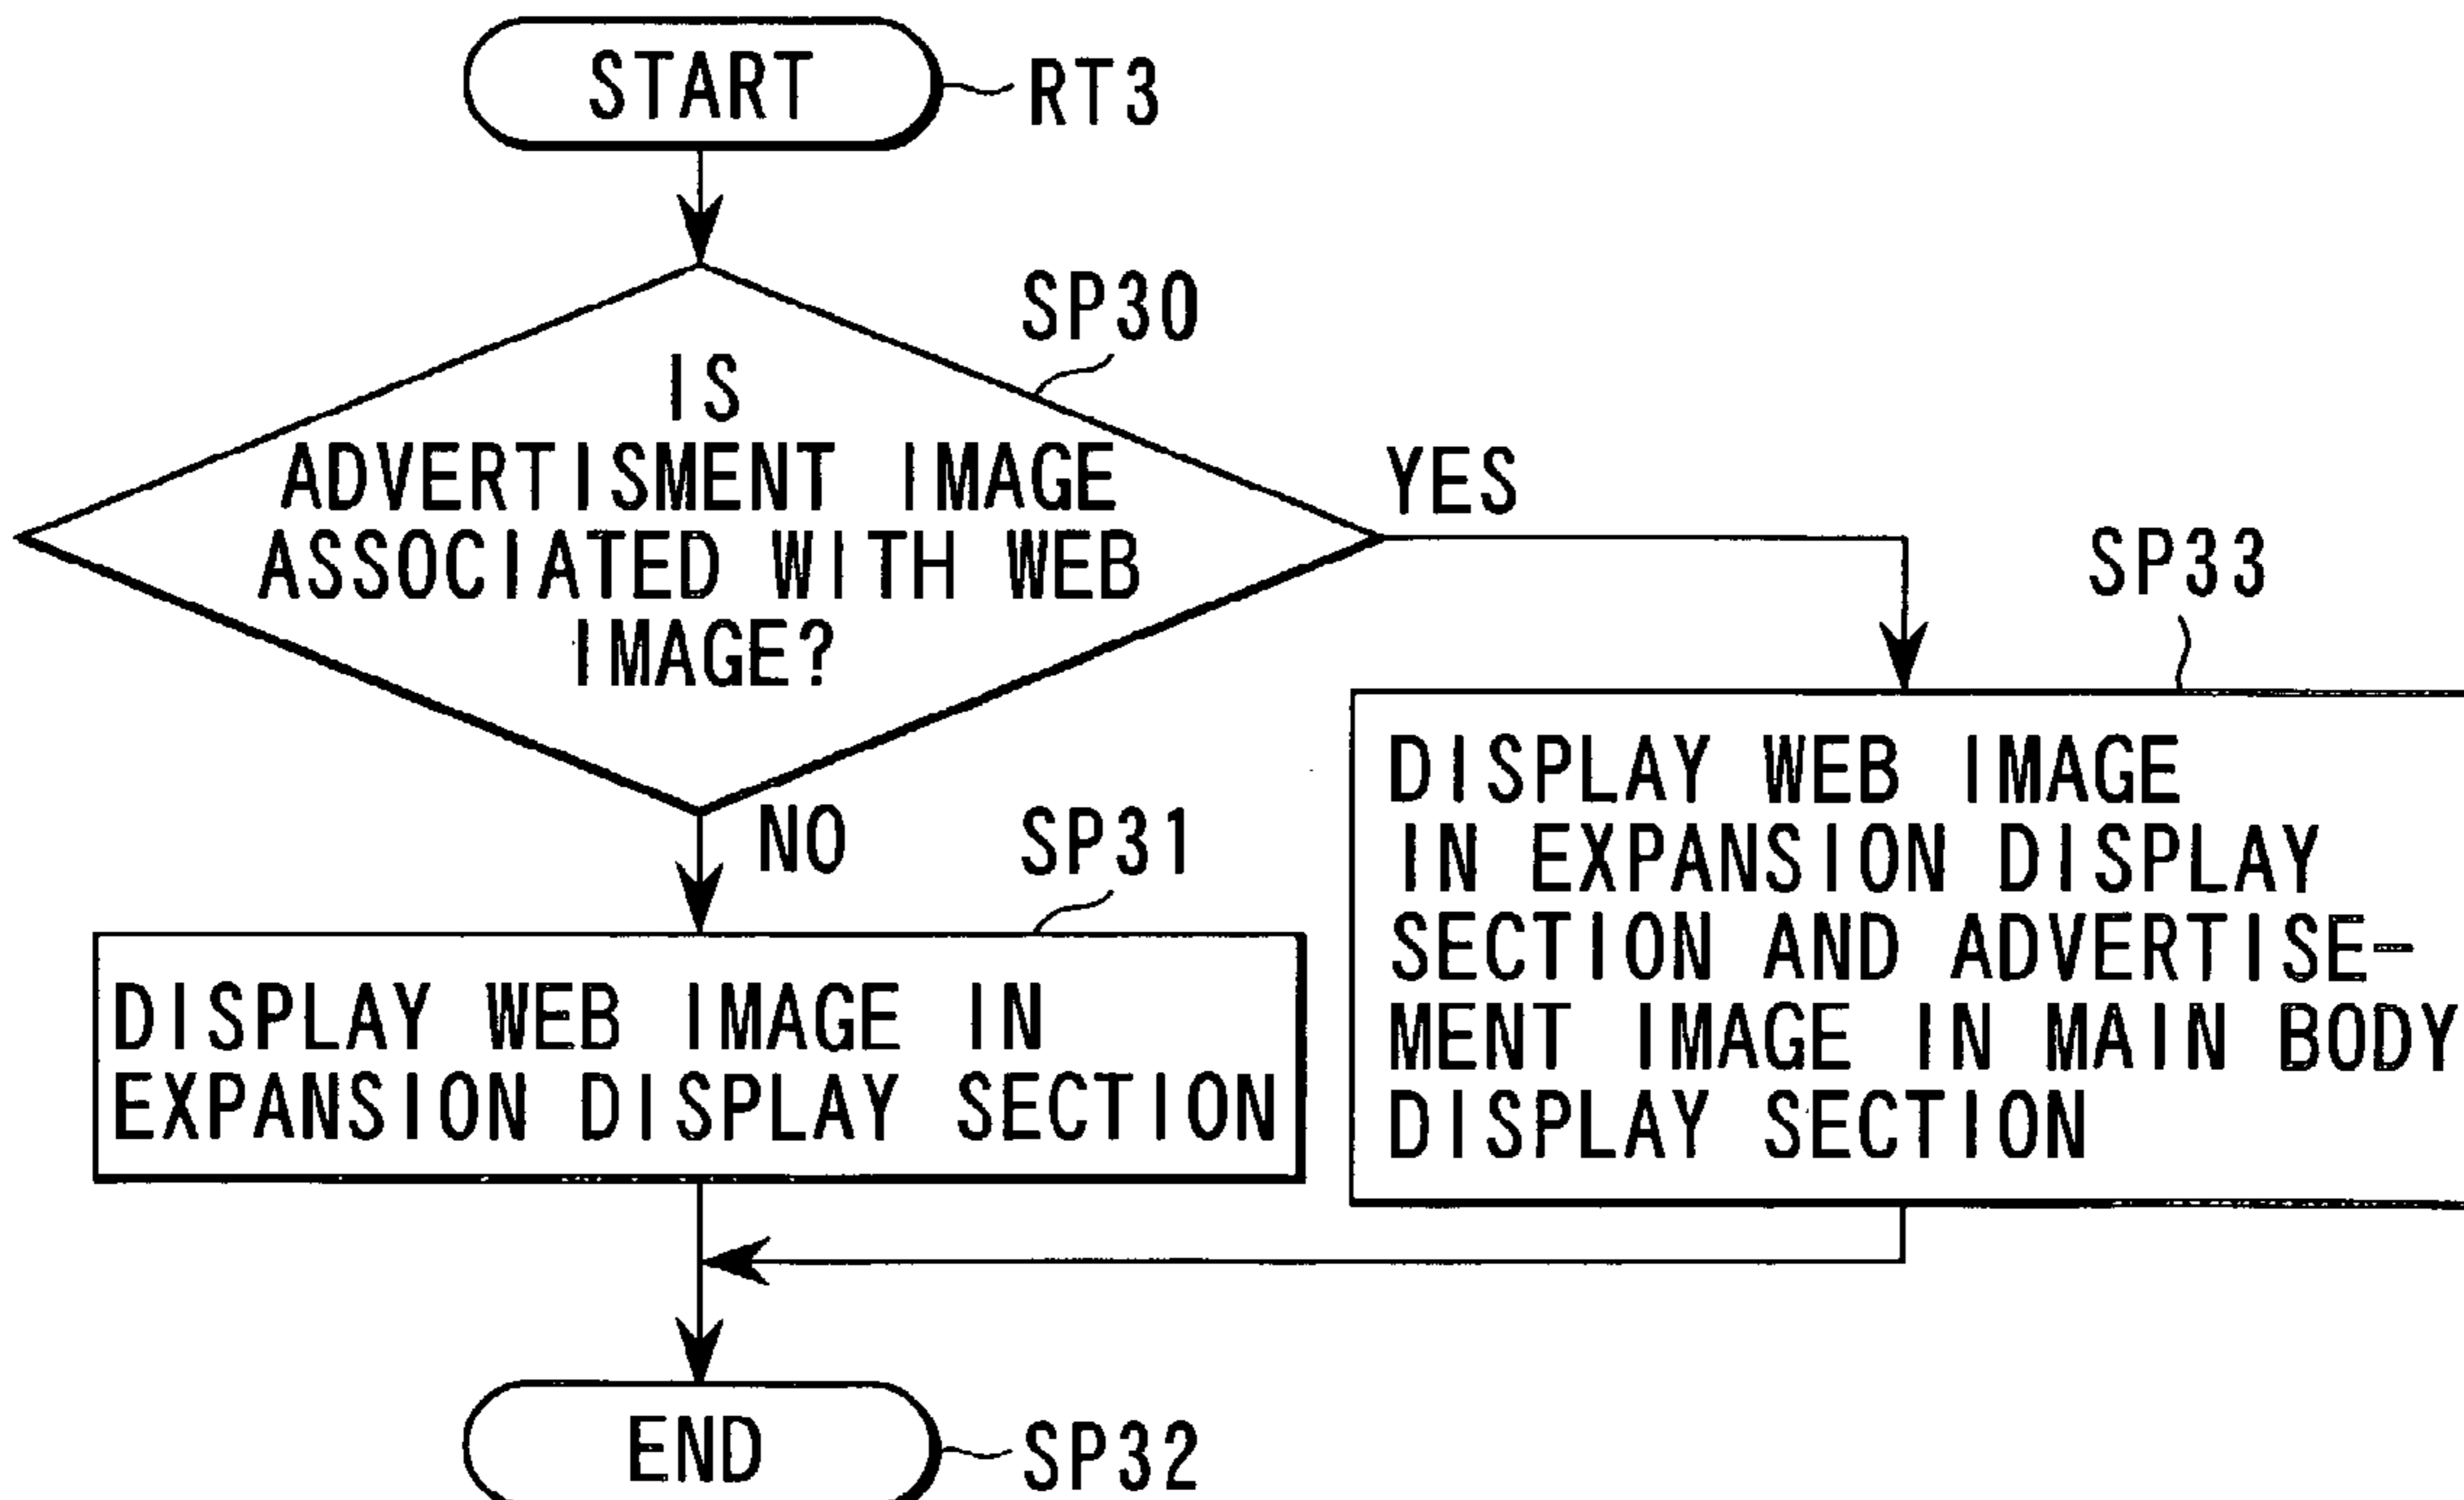 START
RT3
SP30
IS
ADVERTISMENT IMAGE
ASSOCIATED WITH WEB
IMAGE?
YES
NO
SP31
DISPLAY WEB IMAGE IN
EXPANSION DISPLAY SECTION
SP33
DISPLAY WEB IMAGE
IN EXPANSION DISPLAY
SECTION AND ADVERTISE-
MENT IMAGE IN MAIN BODY
DISPLAY SECTION
END
SP32